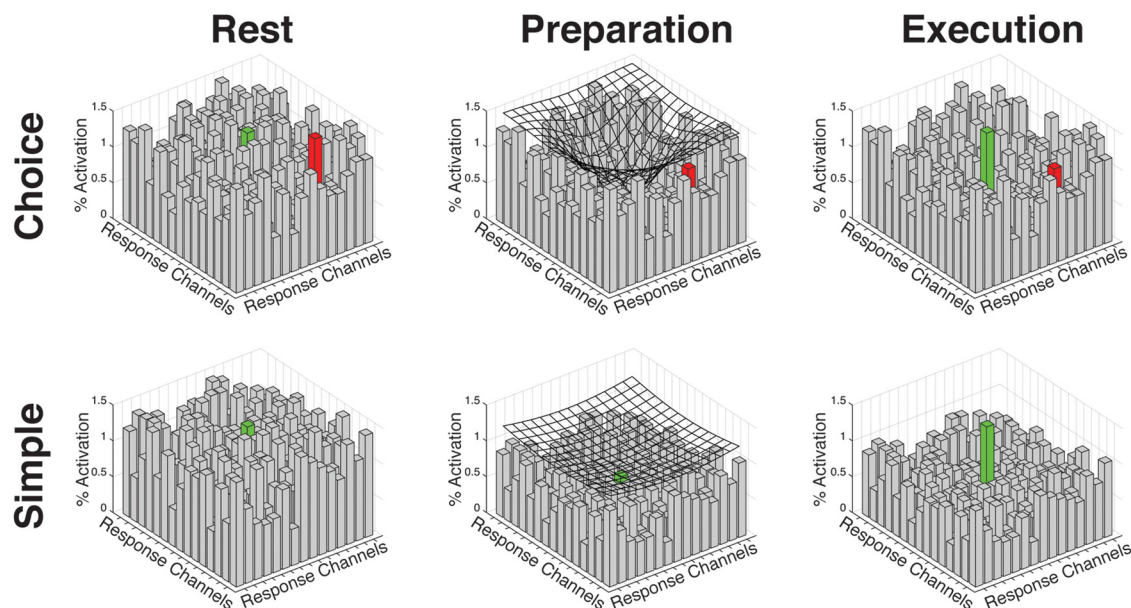 Rest Preparation Execution
Choice
% Activation
1.5
1
0.5
0
Response Channels
Response Channels
% Activation
1.5
1
0.5
0
Response Channels
Response Channels
% Activation
1.5
1
0.5
0
Response Channels
Response Channels
Simple
% Activation
1.5
1
0.5
0
Response Channels
Response Channels
% Activation
1.5
1
0.5
0
Response Channels
Response Channels
% Activation
1.5
1
0.5
0
Response Channels
Response Channels